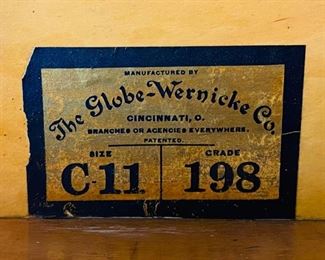 MANUFACTURED BY
The Globe-Wernicke Co.
CINCINNATI, O.
BRANCHES OR AGENCIES EVERYWHERE.
PATENTED.
SIZE GRADE
C-11. 198